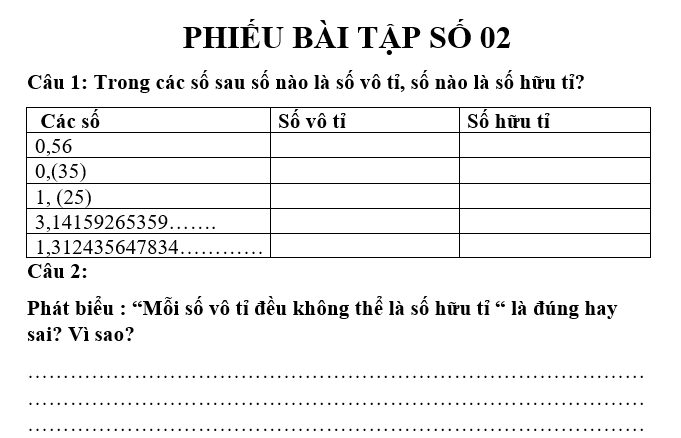 PHIẾU BÀI TẬP SỐ 02
Câu 1: Trong các số sau số nào là số vô tỉ, số nào là số hữu tỉ?
Các số Số vô tỉ Số hữu tỉ
0,56
0,(35)
1, (25)
3,14159265359…….
1,312435647834…………
Câu 2:
Phát biểu : “Mỗi số vô tỉ đều không thể là số hữu tỉ “ là đúng hay
sai? Vì sao?
…………………………………………………………………………….
……………………………………………………………………………
……………………………………………………………………………